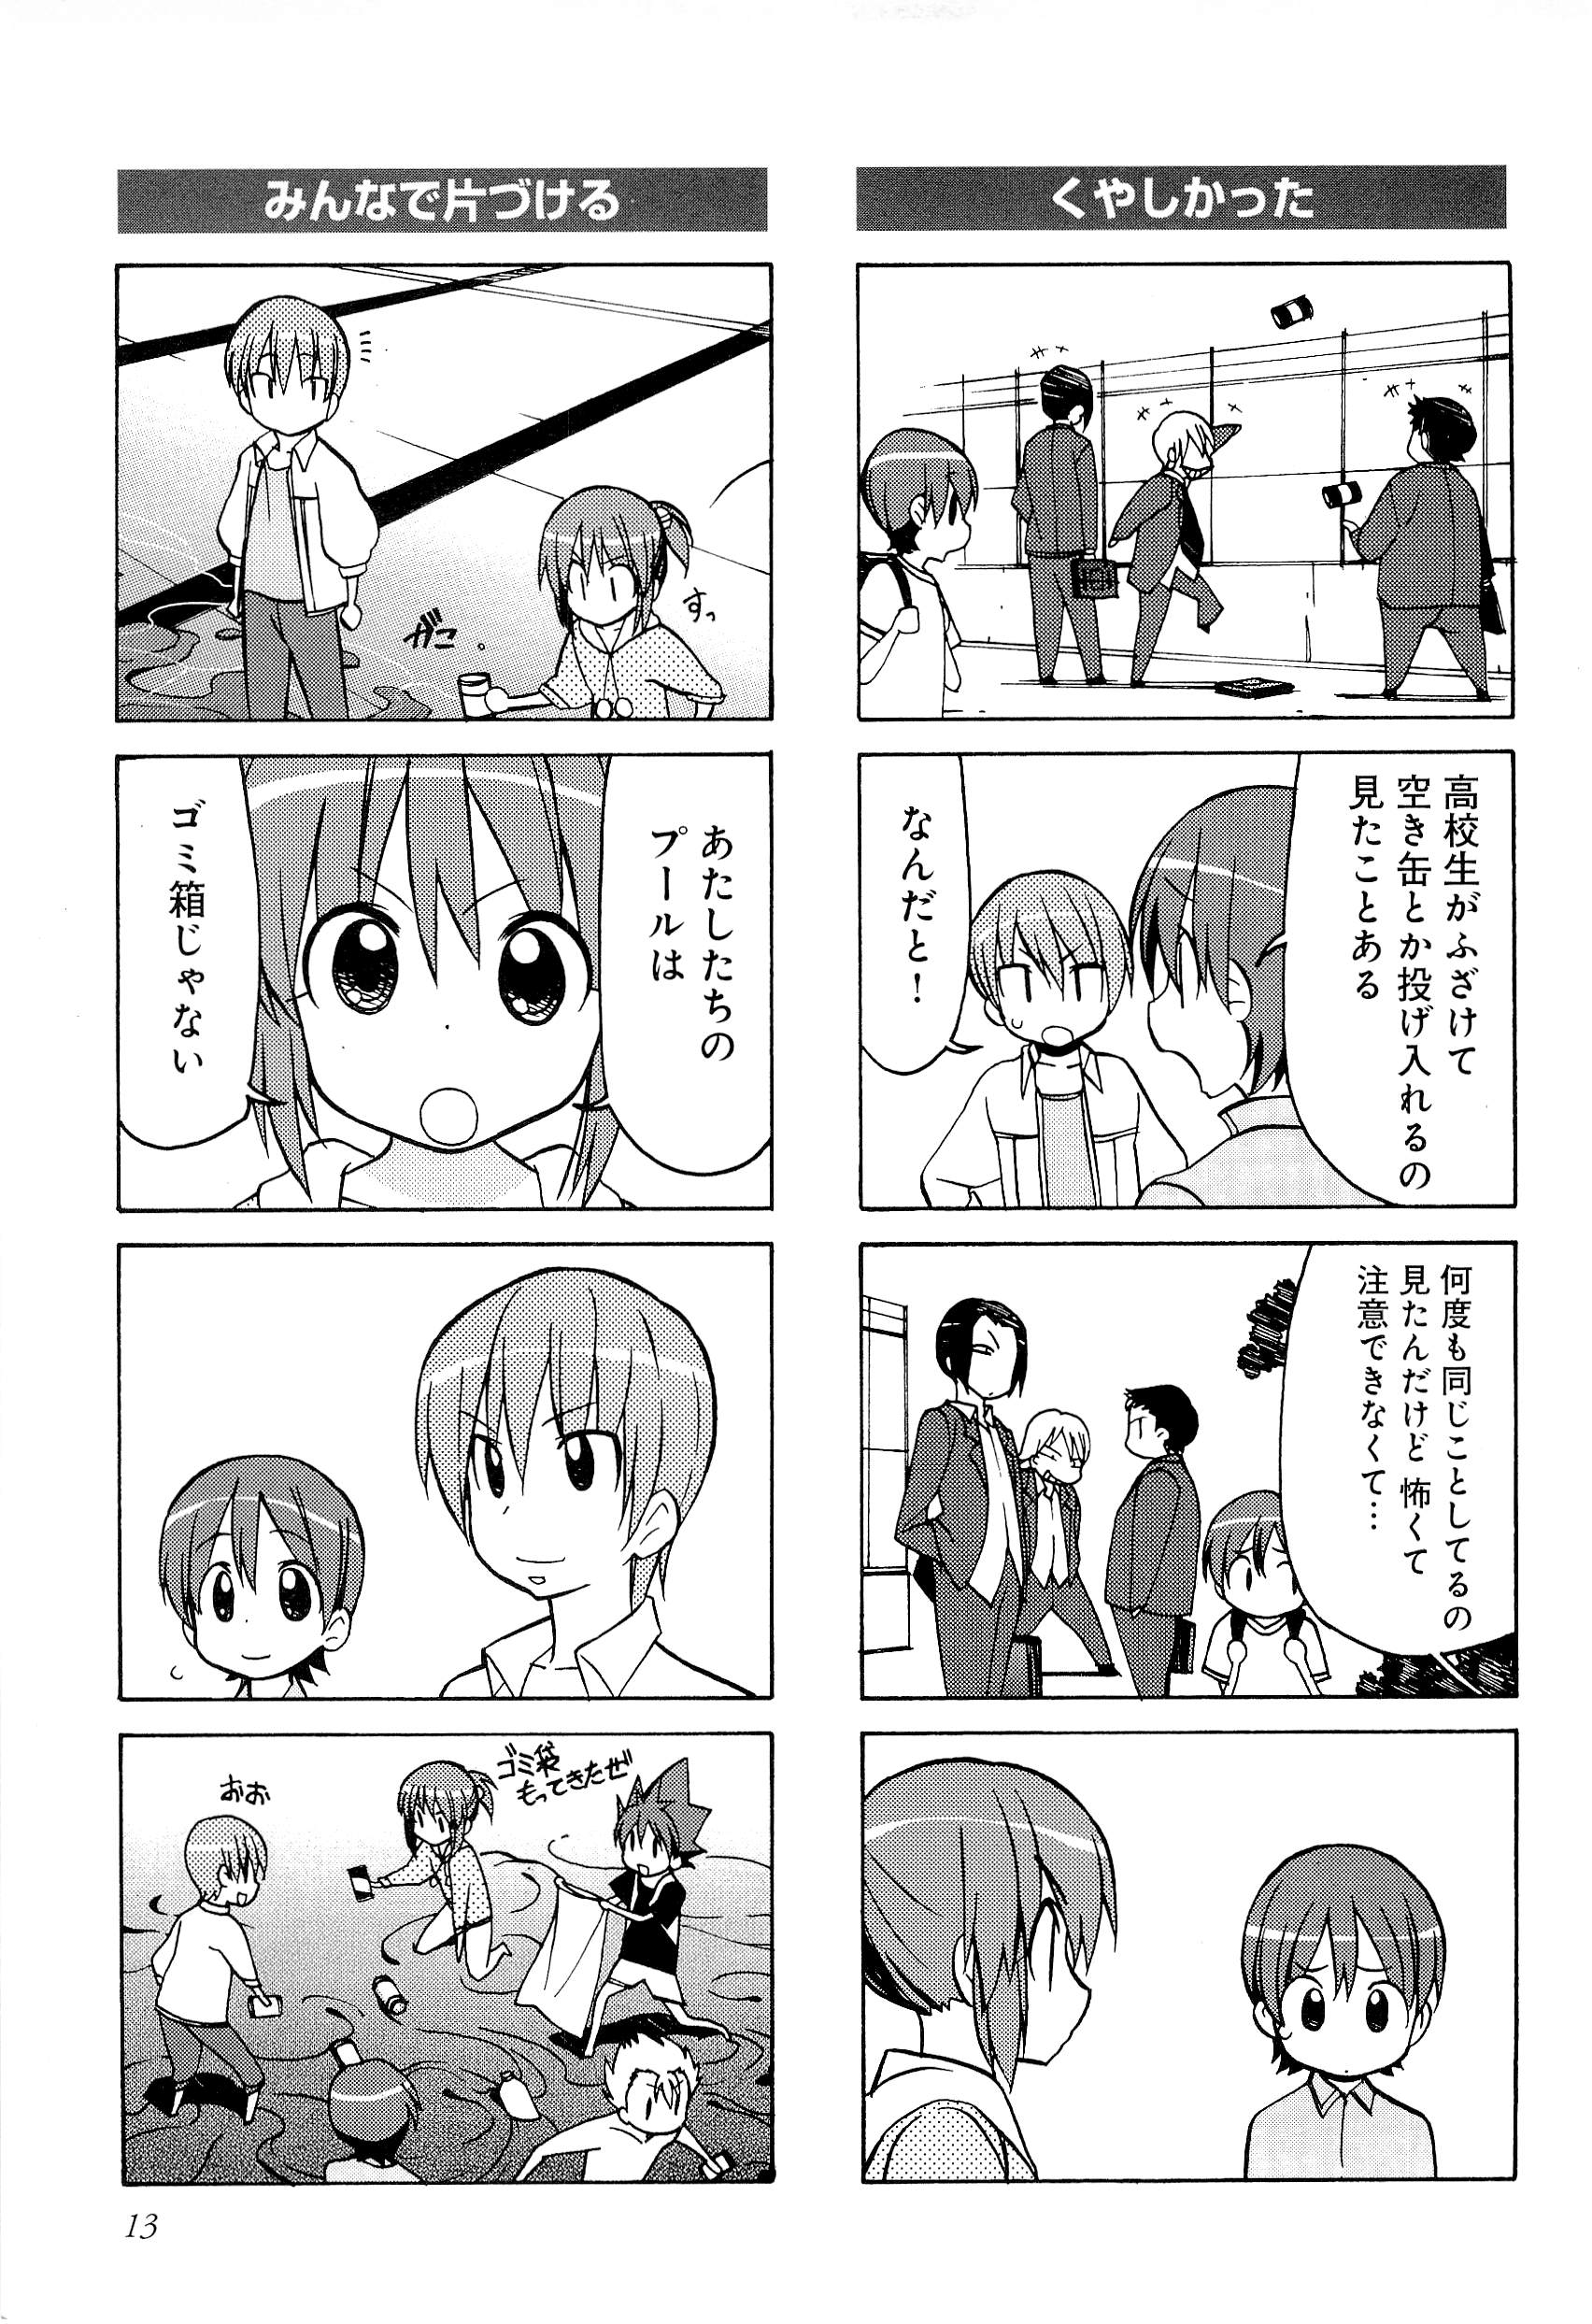 くやしかった
高校生がふざけて
空き缶とか投げ入れるの
見たことある
なんだと!
何度も同じことしてるの
見たんだけど 怖くて
注意できなくて…
みんなで片づける
がこ
すっ
あたしたちの
プールは
ゴミ箱じゃない
ゴミ袋
もってきたぜ
おお
13